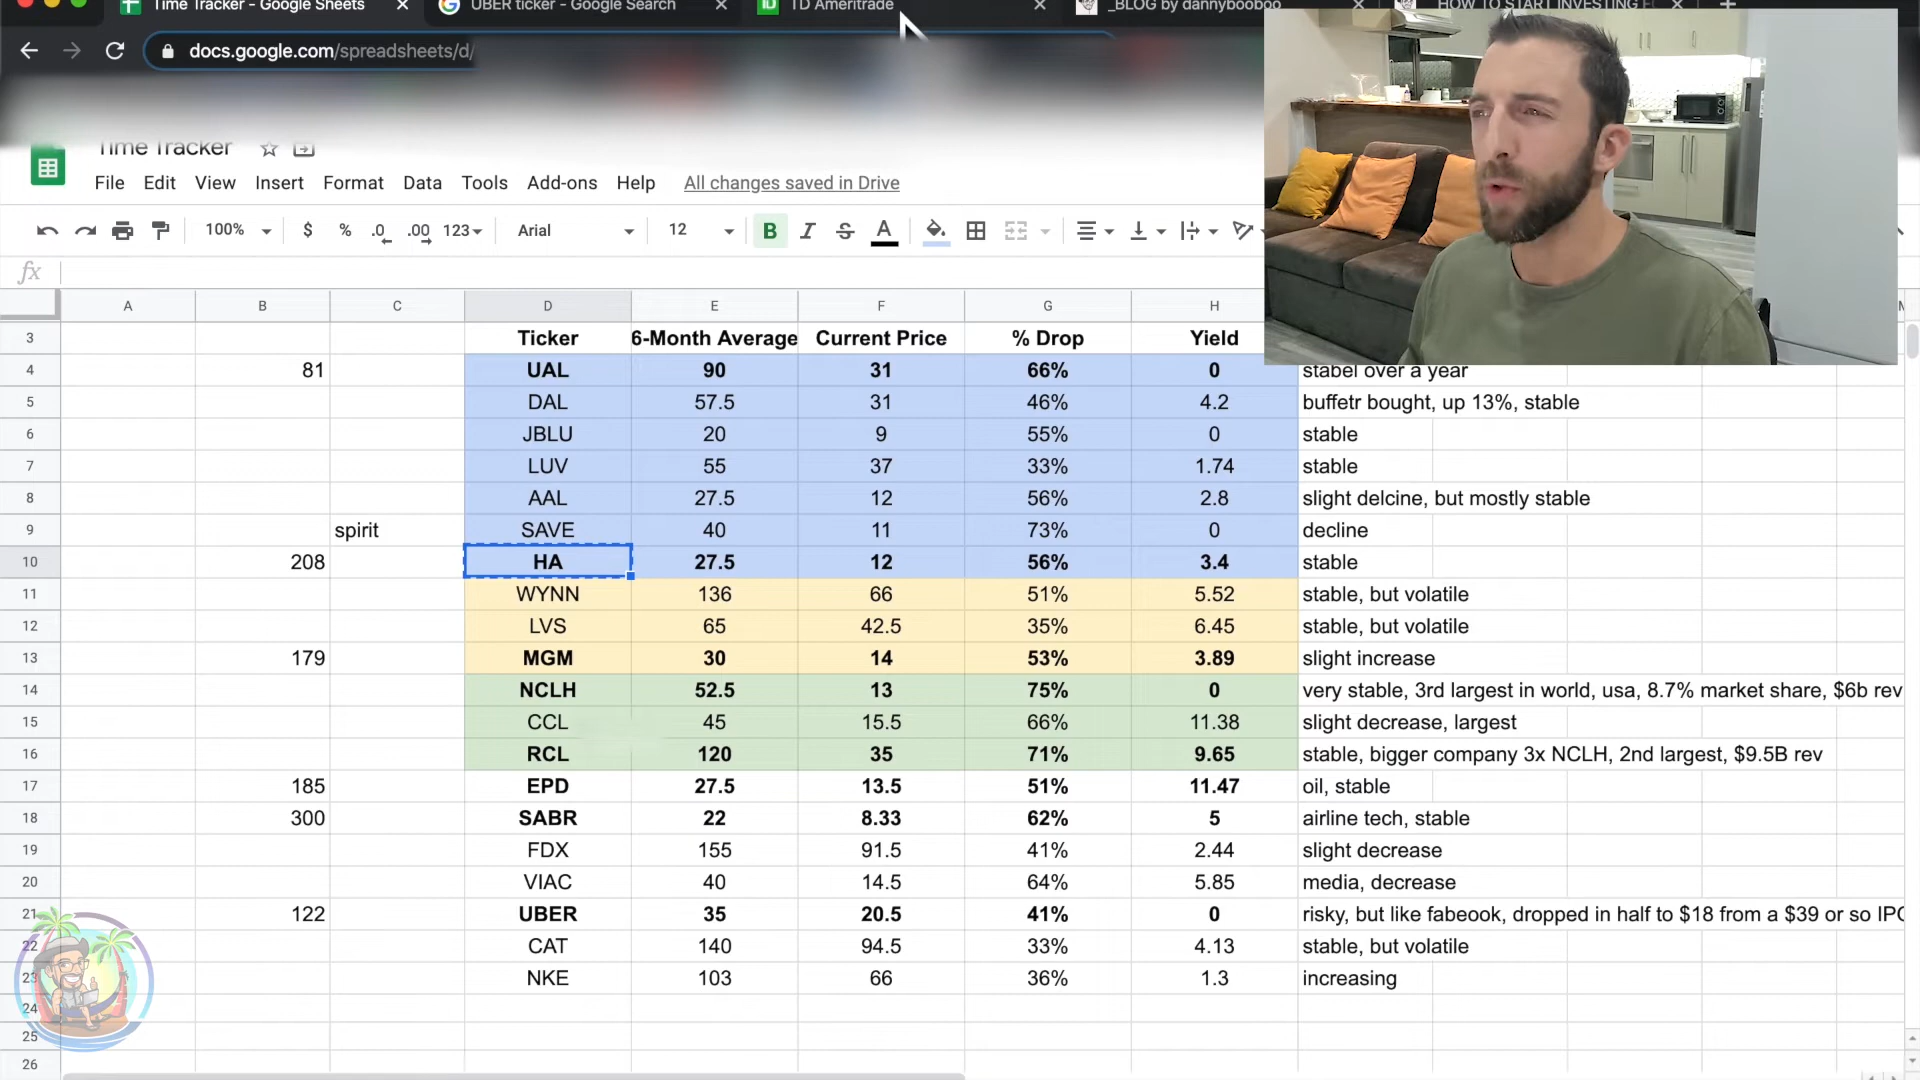 Time Tracker - Google Sheets
UBER ticker - Google Search
TD Ameritrade
_BLOG by dannybooboo
HOW TO START INVESTING F
docs.google.com/spreadsheets/d/
Time Tracker
File Edit View Insert Format Data Tools Add-ons Help All changes saved in Drive
100% $ % .0 .00 123 Arial 12 B I S A
fx
A B C D E F G H
3 Ticker 6-Month Average Current Price % Drop Yield
4 81 UAL 90 31 66% 0 stabel over a year
5 DAL 57.5 31 46% 4.2 buffetr bought, up 13%, stable
6 JBLU 20 9 55% 0 stable
7 LUV 55 37 33% 1.74 stable
8 AAL 27.5 12 56% 2.8 slight delcine, but mostly stable
9 spirit SAVE 40 11 73% 0 decline
10 208 HA 27.5 12 56% 3.4 stable
11 WYNN 136 66 51% 5.52 stable, but volatile
12 LVS 65 42.5 35% 6.45 stable, but volatile
13 179 MGM 30 14 53% 3.89 slight increase
14 NCLH 52.5 13 75% 0 very stable, 3rd largest in world, usa, 8.7% market share, $6b rev
15 CCL 45 15.5 66% 11.38 slight decrease, largest
16 RCL 120 35 71% 9.65 stable, bigger company 3x NCLH, 2nd largest, $9.5B rev
17 185 EPD 27.5 13.5 51% 11.47 oil, stable
18 300 SABR 22 8.33 62% 5 airline tech, stable
19 FDX 155 91.5 41% 2.44 slight decrease
20 VIAC 40 14.5 64% 5.85 media, decrease
21 122 UBER 35 20.5 41% 0 risky, but like fabeook, dropped in half to $18 from a $39 or so IPO
22 CAT 140 94.5 33% 4.13 stable, but volatile
23 NKE 103 66 36% 1.3 increasing
24
25
26